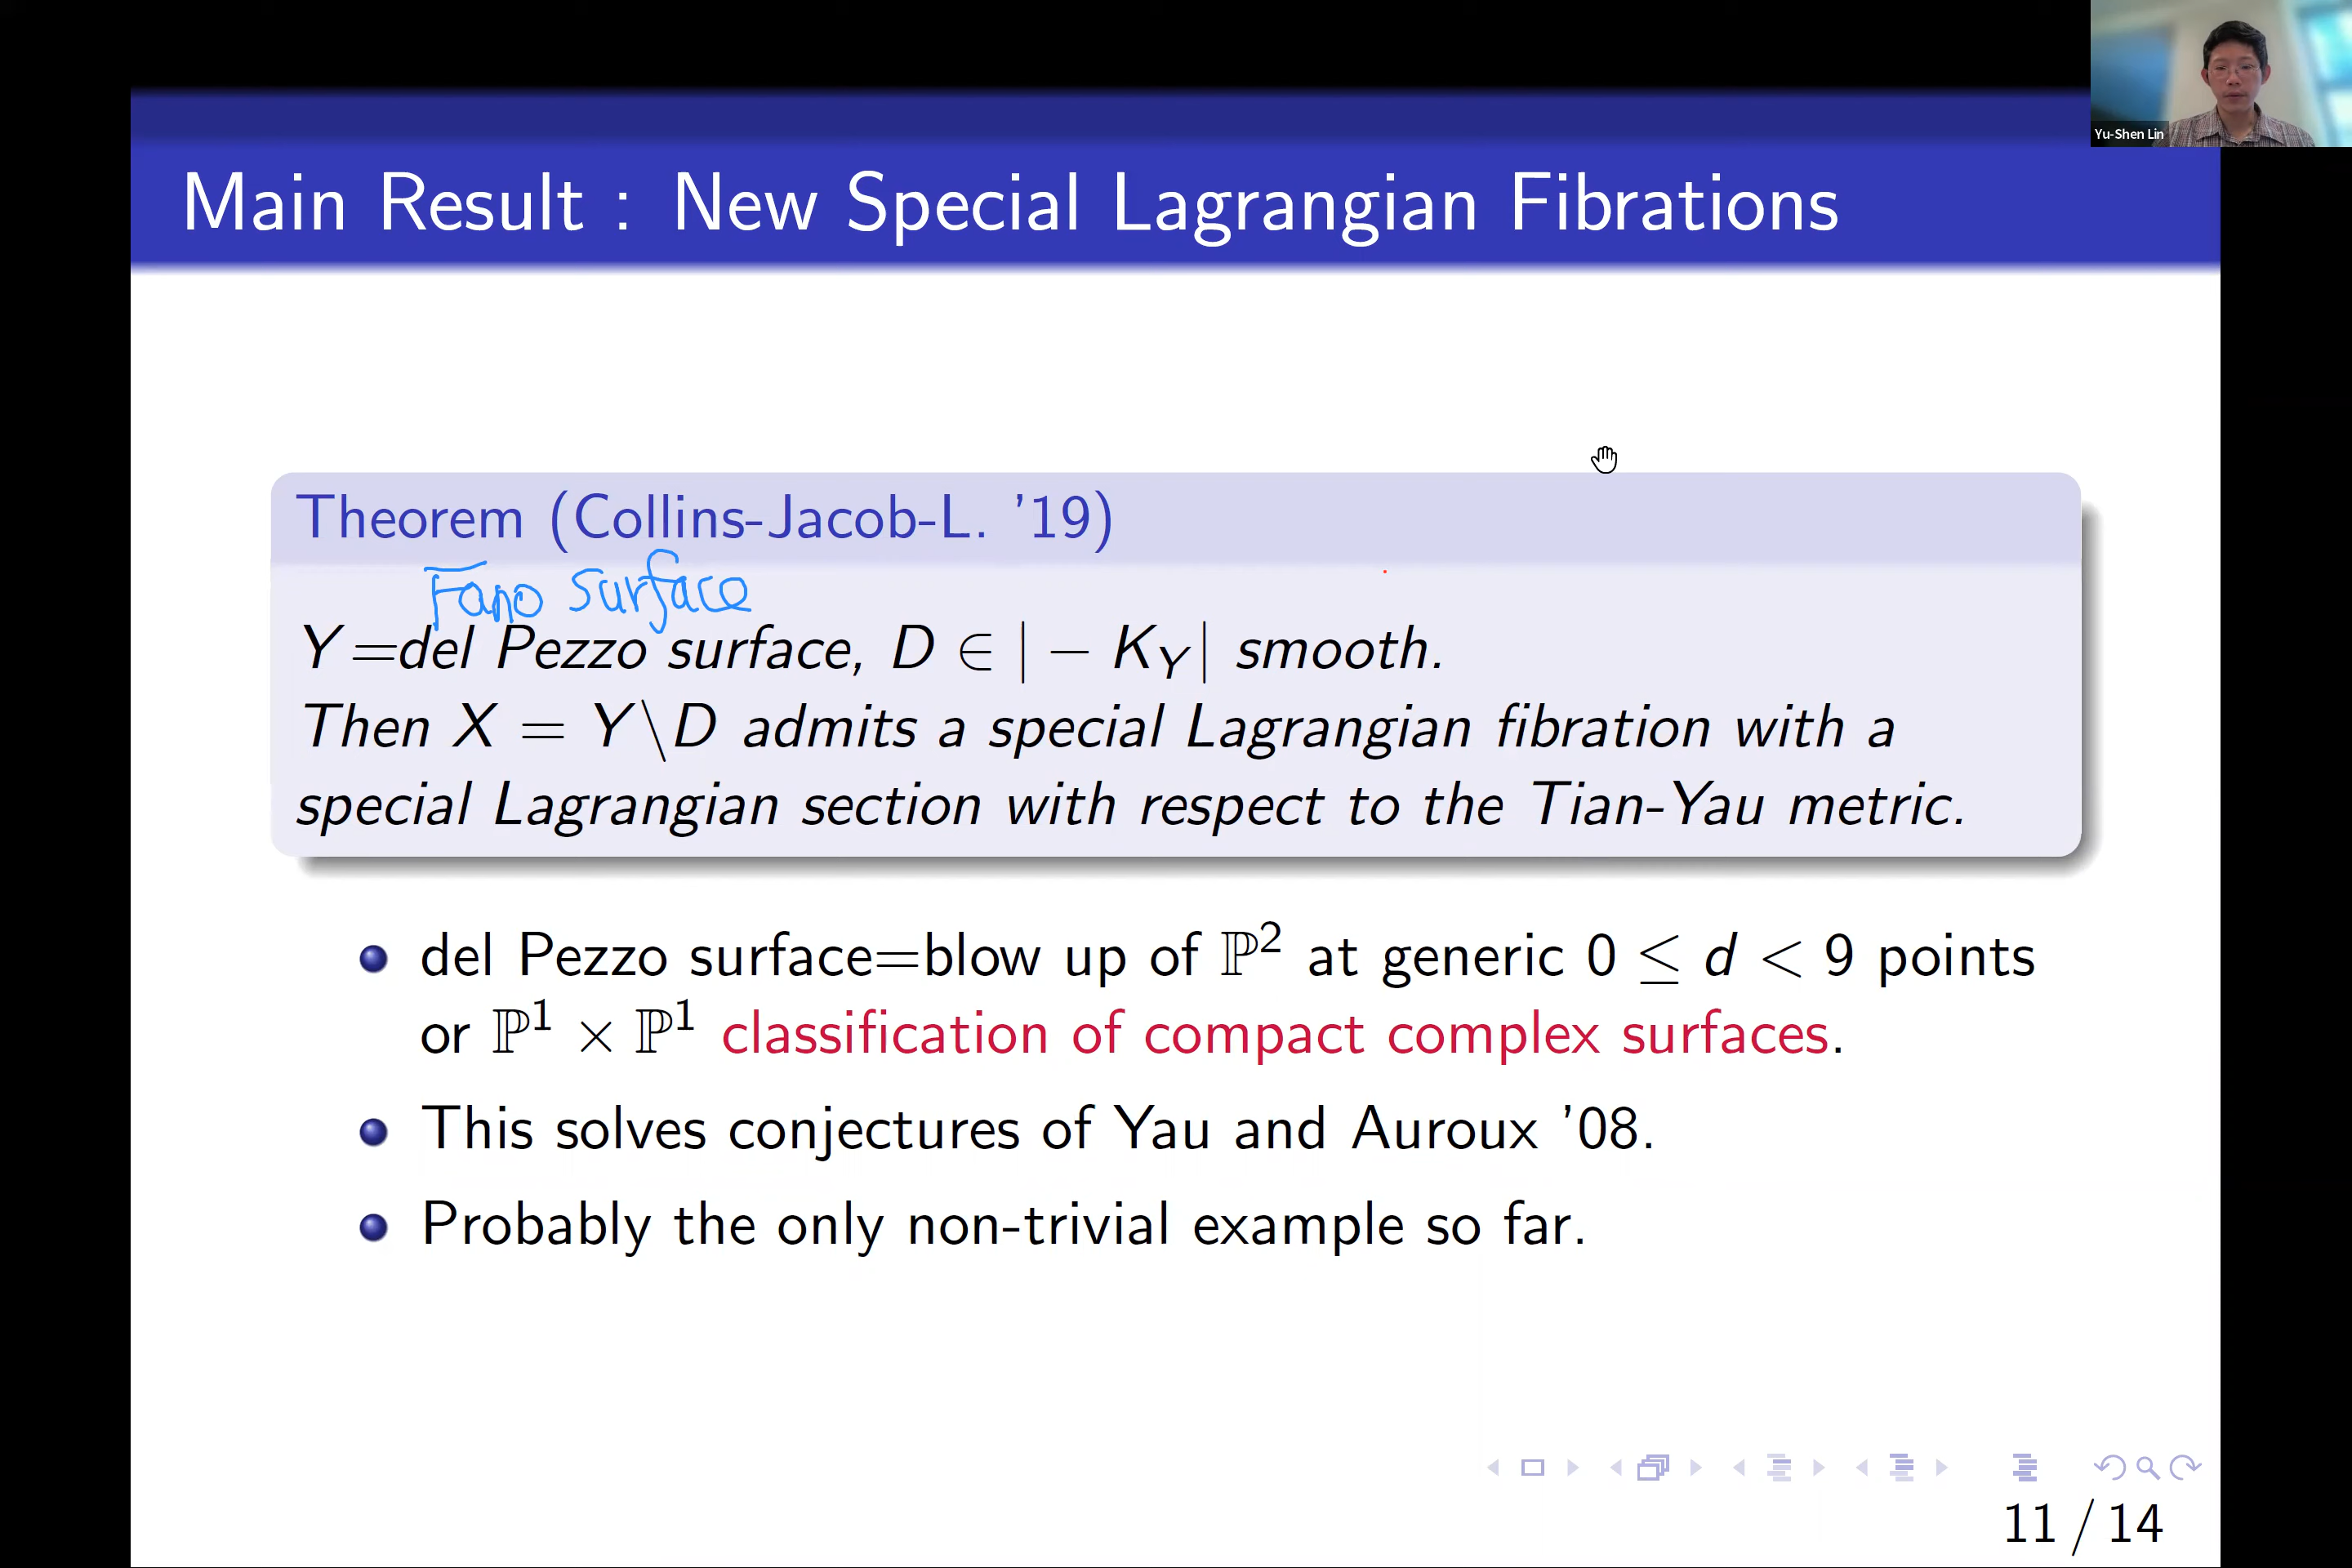 Yu-Shen Lin
Main Result : New Special Lagrangian Fibrations
Theorem (Collins-Jacob-L. '19)
Fano surface
Y=del Pezzo surface, D ∈ | − K_Y| smooth.
Then X = Y\D admits a special Lagrangian fibration with a
special Lagrangian section with respect to the Tian-Yau metric.
del Pezzo surface=blow up of ℙ² at generic 0 ≤ d < 9 points
or ℙ¹ × ℙ¹ classification of compact complex surfaces.
This solves conjectures of Yau and Auroux '08.
Probably the only non-trivial example so far.
11 / 14